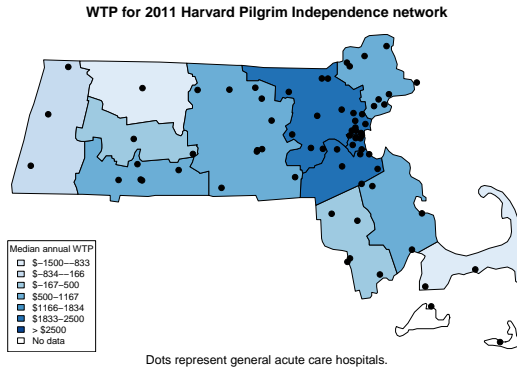 WTP for 2011 Harvard Pilgrim Independence network
Median annual WTP
$−1500−−833
$−834−−166
$−167−500
$500−1167
$1166−1834
$1833−2500
> $2500
No data
Dots represent general acute care hospitals.